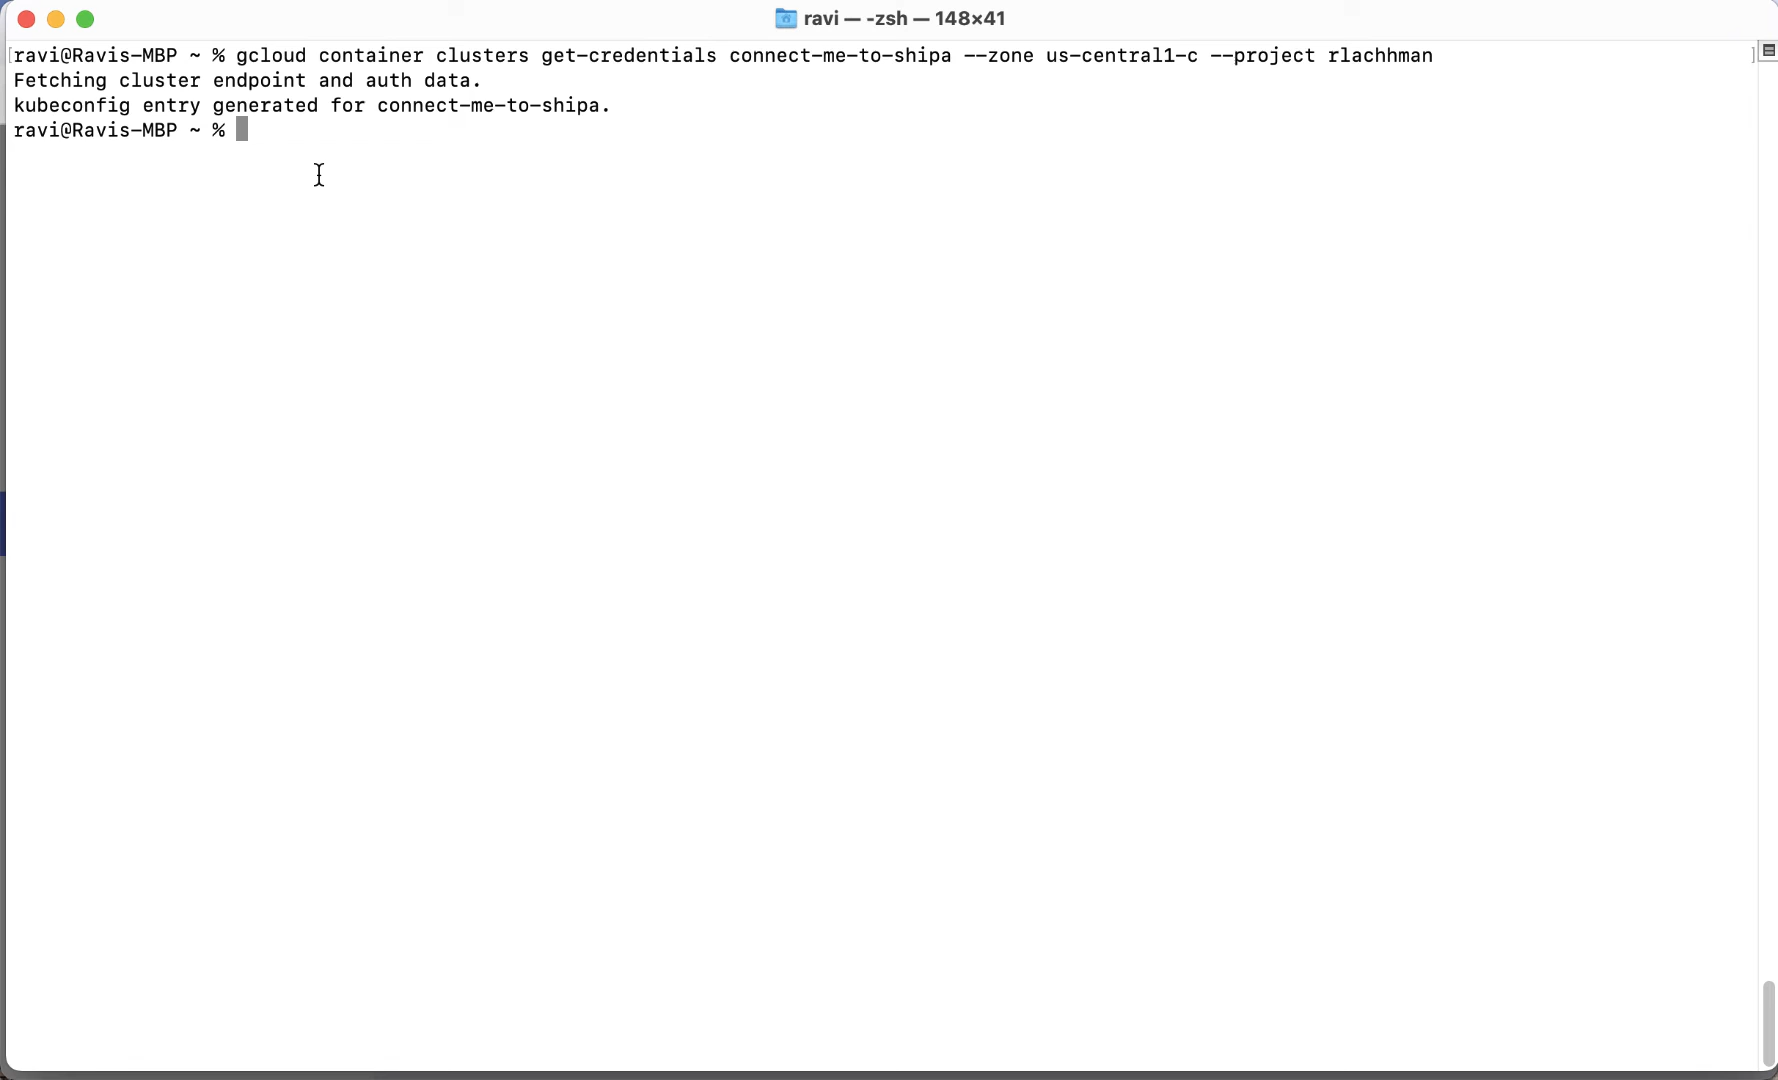 ravi — -zsh — 148×41
ravi@Ravis-MBP ~ % gcloud container clusters get-credentials connect-me-to-shipa --zone us-central1-c --project rlachhman
Fetching cluster endpoint and auth data.
kubeconfig entry generated for connect-me-to-shipa.
ravi@Ravis-MBP ~ %